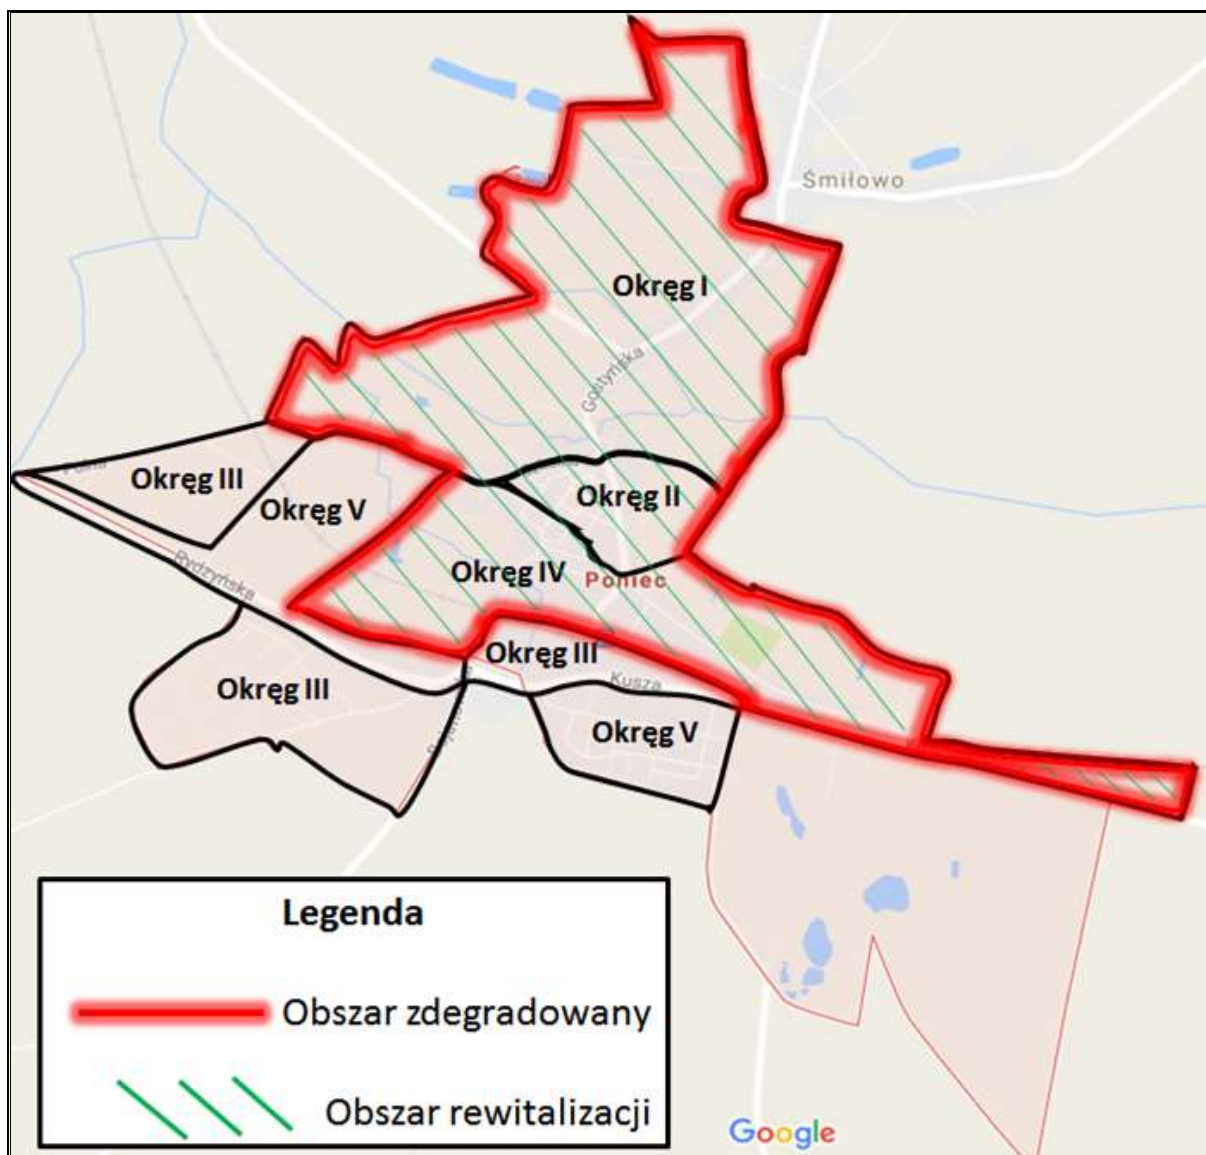 Śmiłowo
Okręg I
Gostyńska
Okręg III
Okręg II
Okręg V
Rydzyńska
Okręg IV
Poniec
Okręg III
Kusza
Okręg III
Okręg V
Legenda
Obszar zdegradowany
Obszar rewitalizacji
Google